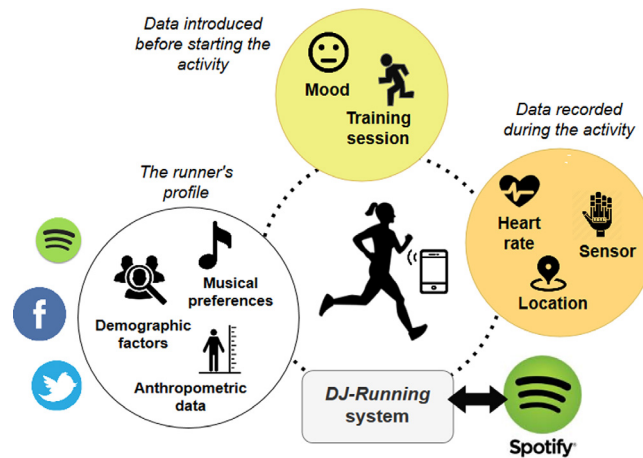 Data introduced
before starting the
activity
Mood
Training
session
Data recorded
during the activity
Heart
rate
Sensor
Location
The runner's
profile
Musical
preferences
Demographic
factors
Anthropometric
data
f
DJ-Running
system
Spotify